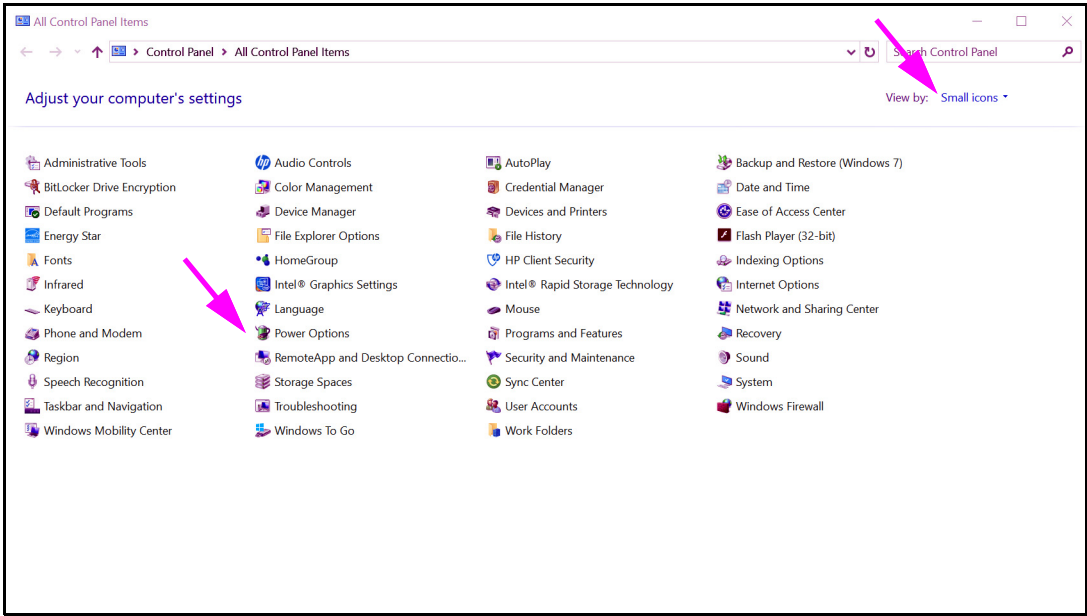 All Control Panel Items
Control Panel > All Control Panel Items
Search Control Panel
Adjust your computer's settings
View by: Small icons
Administrative Tools
Audio Controls
AutoPlay
Backup and Restore (Windows 7)
BitLocker Drive Encryption
Color Management
Credential Manager
Date and Time
Default Programs
Device Manager
Devices and Printers
Ease of Access Center
Energy Star
File Explorer Options
File History
Flash Player (32-bit)
Fonts
HomeGroup
HP Client Security
Indexing Options
Infrared
Intel® Graphics Settings
Intel® Rapid Storage Technology
Internet Options
Keyboard
Language
Mouse
Network and Sharing Center
Phone and Modem
Power Options
Programs and Features
Recovery
Region
RemoteApp and Desktop Connectio...
Security and Maintenance
Sound
Speech Recognition
Storage Spaces
Sync Center
System
Taskbar and Navigation
Troubleshooting
User Accounts
Windows Firewall
Windows Mobility Center
Windows To Go
Work Folders